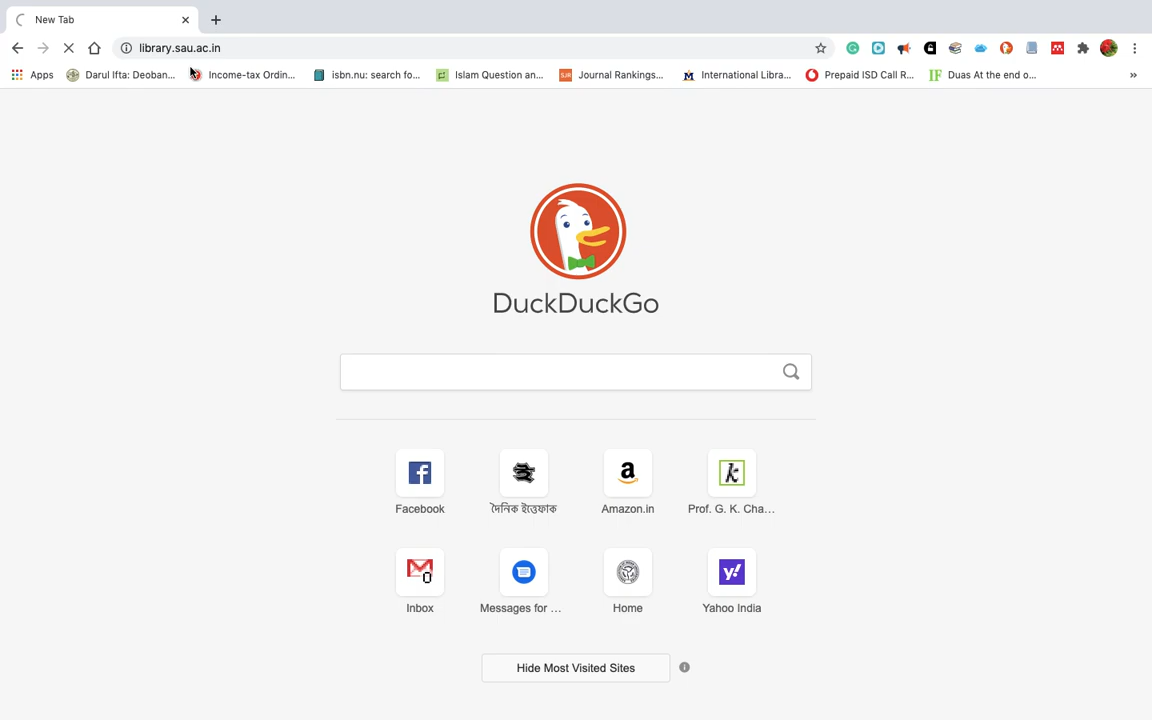 New Tab
library.sau.ac.in
Apps Darul Ifta: Deoban... Income-tax Ordin... isbn.nu: search fo... Islam Question an... SJR Journal Rankings... International Libra... Prepaid ISD Call R... IF Duas At the end o... »
DuckDuckGo
Facebook দৈনিক ইত্তেফাক Amazon.in Prof. G. K. Cha...
Inbox Messages for ... Home Yahoo India
Hide Most Visited Sites